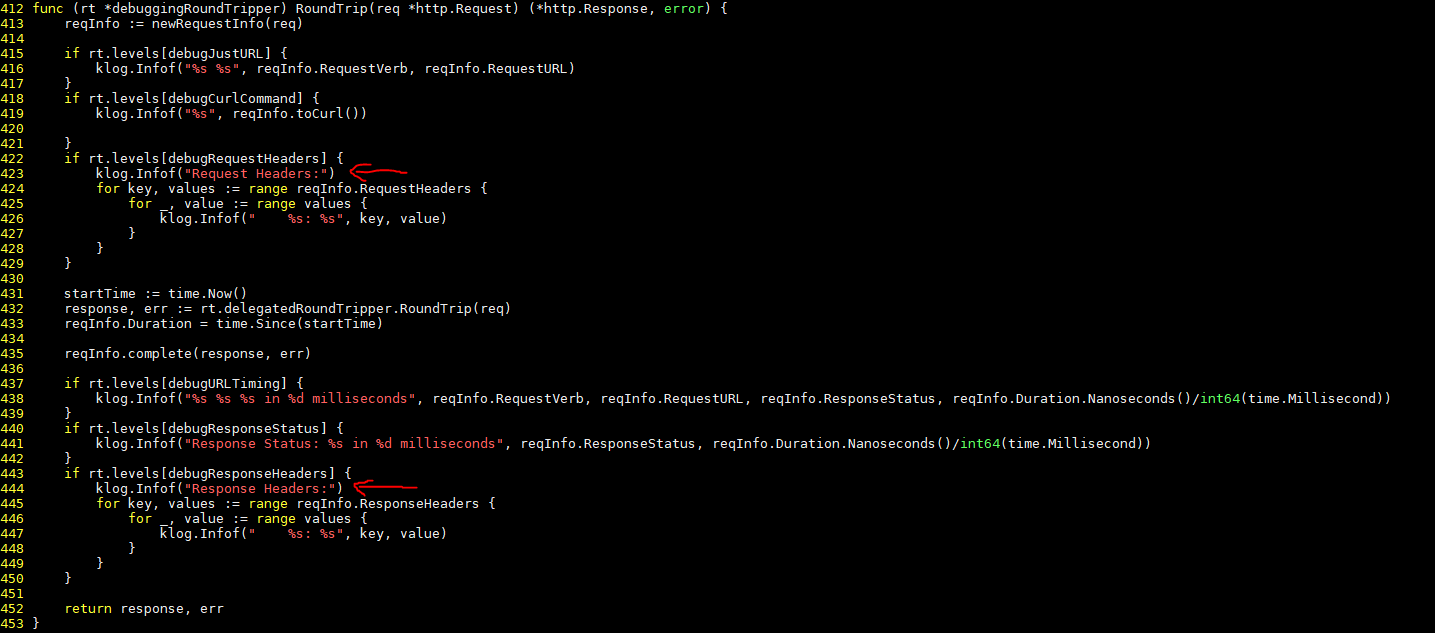 412 func (rt *debuggingRoundTripper) RoundTrip(req *http.Request) (*http.Response, error) {
413     reqInfo := newRequestInfo(req)
414
415     if rt.levels[debugJustURL] {
416         klog.Infof("%s %s", reqInfo.RequestVerb, reqInfo.RequestURL)
417     }
418     if rt.levels[debugCurlCommand] {
419         klog.Infof("%s", reqInfo.toCurl())
420
421     }
422     if rt.levels[debugRequestHeaders] {
423         klog.Infof("Request Headers:")
424         for key, values := range reqInfo.RequestHeaders {
425             for _, value := range values {
426                 klog.Infof("    %s: %s", key, value)
427             }
428         }
429     }
430
431     startTime := time.Now()
432     response, err := rt.delegatedRoundTripper.RoundTrip(req)
433     reqInfo.Duration = time.Since(startTime)
434
435     reqInfo.complete(response, err)
436
437     if rt.levels[debugURLTiming] {
438         klog.Infof("%s %s %s in %d milliseconds", reqInfo.RequestVerb, reqInfo.RequestURL, reqInfo.ResponseStatus, reqInfo.Duration.Nanoseconds()/int64(time.Millisecond))
439     }
440     if rt.levels[debugResponseStatus] {
441         klog.Infof("Response Status: %s in %d milliseconds", reqInfo.ResponseStatus, reqInfo.Duration.Nanoseconds()/int64(time.Millisecond))
442     }
443     if rt.levels[debugResponseHeaders] {
444         klog.Infof("Response Headers:")
445         for key, values := range reqInfo.ResponseHeaders {
446             for _, value := range values {
447                 klog.Infof("    %s: %s", key, value)
448             }
449         }
450     }
451
452     return response, err
453 }